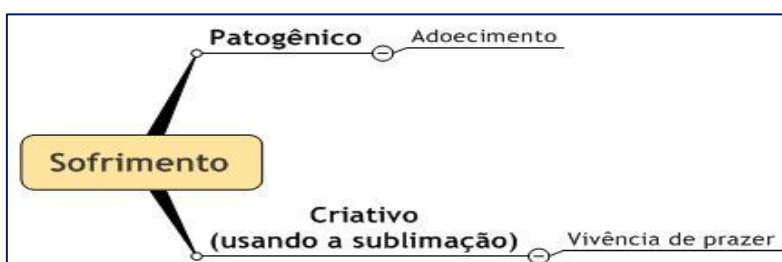 Patogênico
Adoecimento
Sofrimento
Criativo
(usando a sublimação)
Vivência de prazer